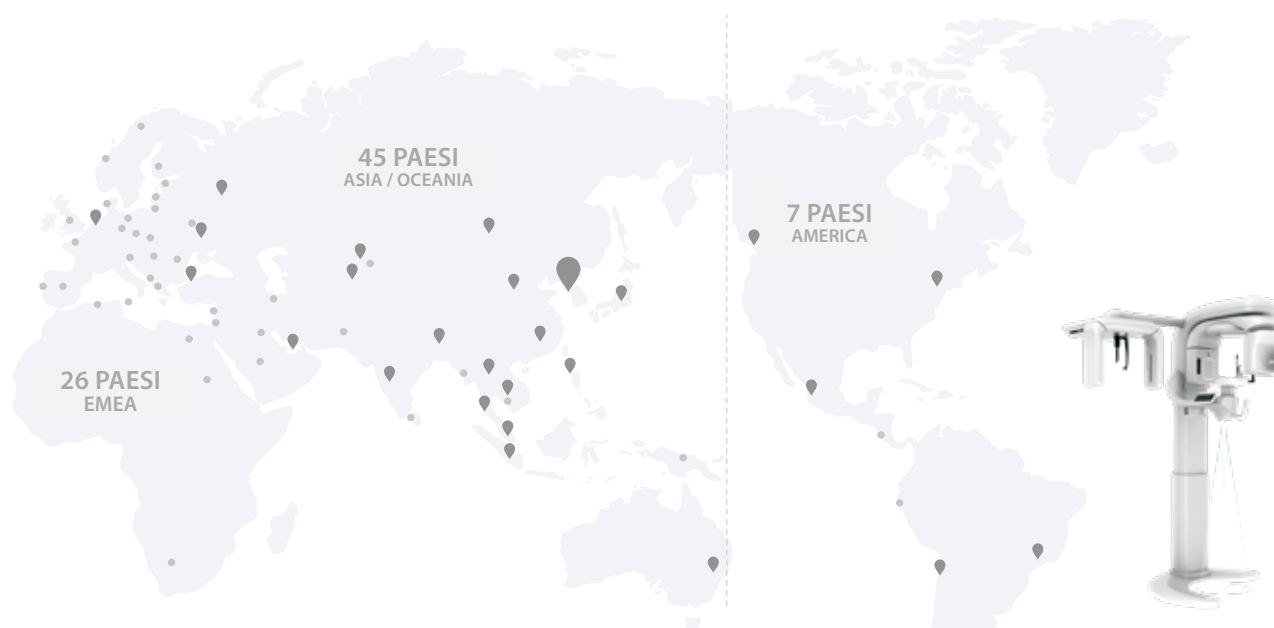 45 PAESI
ASIA / OCEANIA
7 PAESI
AMERICA
26 PAESI
EMEA